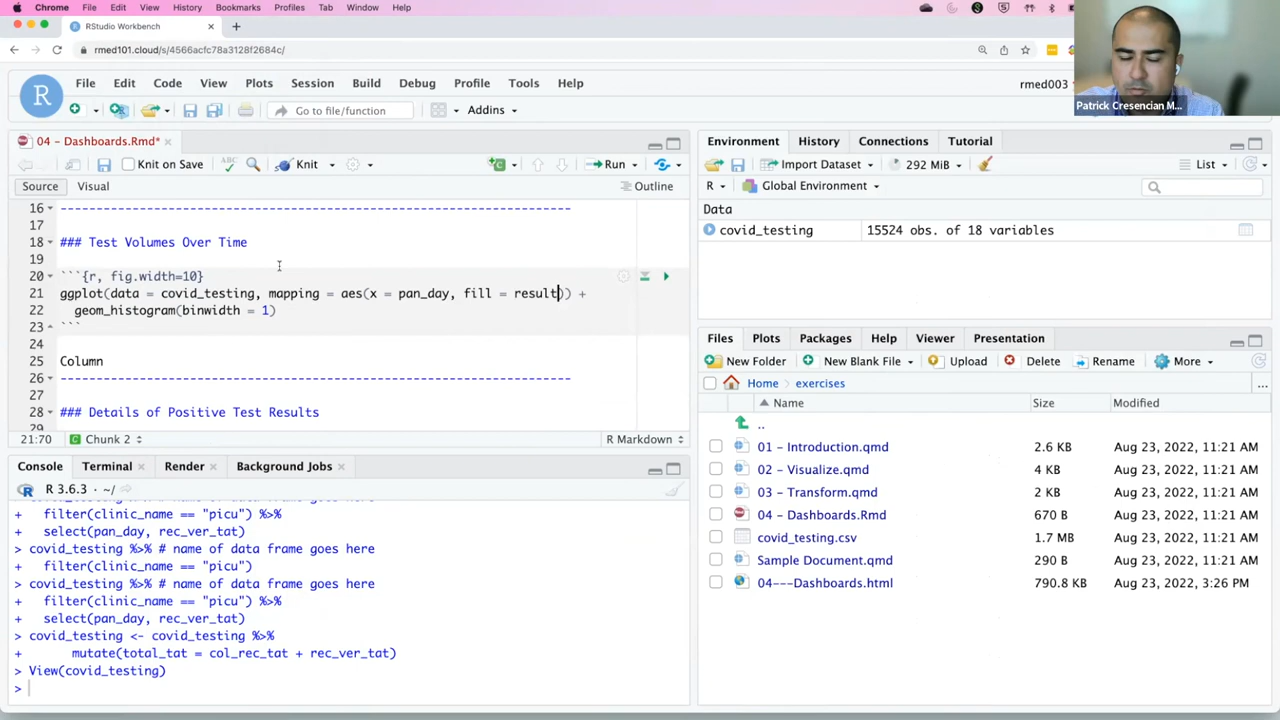 Chrome File Edit View History Bookmarks Profiles Tab Window Help
RStudio Workbench
rmed101.cloud/s/4566acfc78a3128f2684c/
R File Edit Code View Plots Session Build Debug Profile Tools Help rmed003
Patrick Cresencian M...
Go to file/function Addins
04 – Dashboards.Rmd*
Knit on Save ABC Knit Run
Source Visual Outline
16 ---------------------------------------------------------------------
17
18 ### Test Volumes Over Time
19
20 ```{r, fig.width=10}
21 ggplot(data = covid_testing, mapping = aes(x = pan_day, fill = result)) +
22 geom_histogram(binwidth = 1)
23 ```
24
25 Column
26 ---------------------------------------------------------------------
27
28 ### Details of Positive Test Results
29
21:70 Chunk 2 R Markdown
Console Terminal Render Background Jobs
R 3.6.3 · ~/
+ filter(clinic_name == "picu") %>%
+ select(pan_day, rec_ver_tat)
> covid_testing %>% # name of data frame goes here
+ filter(clinic_name == "picu")
> covid_testing %>% # name of data frame goes here
+ filter(clinic_name == "picu") %>%
+ select(pan_day, rec_ver_tat)
> covid_testing <- covid_testing %>%
+ mutate(total_tat = col_rec_tat + rec_ver_tat)
> View(covid_testing)
>
Environment History Connections Tutorial
Import Dataset 292 MiB List
R Global Environment
Data
covid_testing 15524 obs. of 18 variables
Files Plots Packages Help Viewer Presentation
New Folder New Blank File Upload Delete Rename More
Home exercises ...
Name Size Modified
..
01 – Introduction.qmd 2.6 KB Aug 23, 2022, 11:21 AM
02 – Visualize.qmd 4 KB Aug 23, 2022, 11:21 AM
03 – Transform.qmd 2 KB Aug 23, 2022, 11:21 AM
04 – Dashboards.Rmd 670 B Aug 23, 2022, 11:21 AM
covid_testing.csv 1.7 MB Aug 23, 2022, 11:21 AM
Sample Document.qmd 290 B Aug 23, 2022, 11:21 AM
04---Dashboards.html 790.8 KB Aug 23, 2022, 3:26 PM